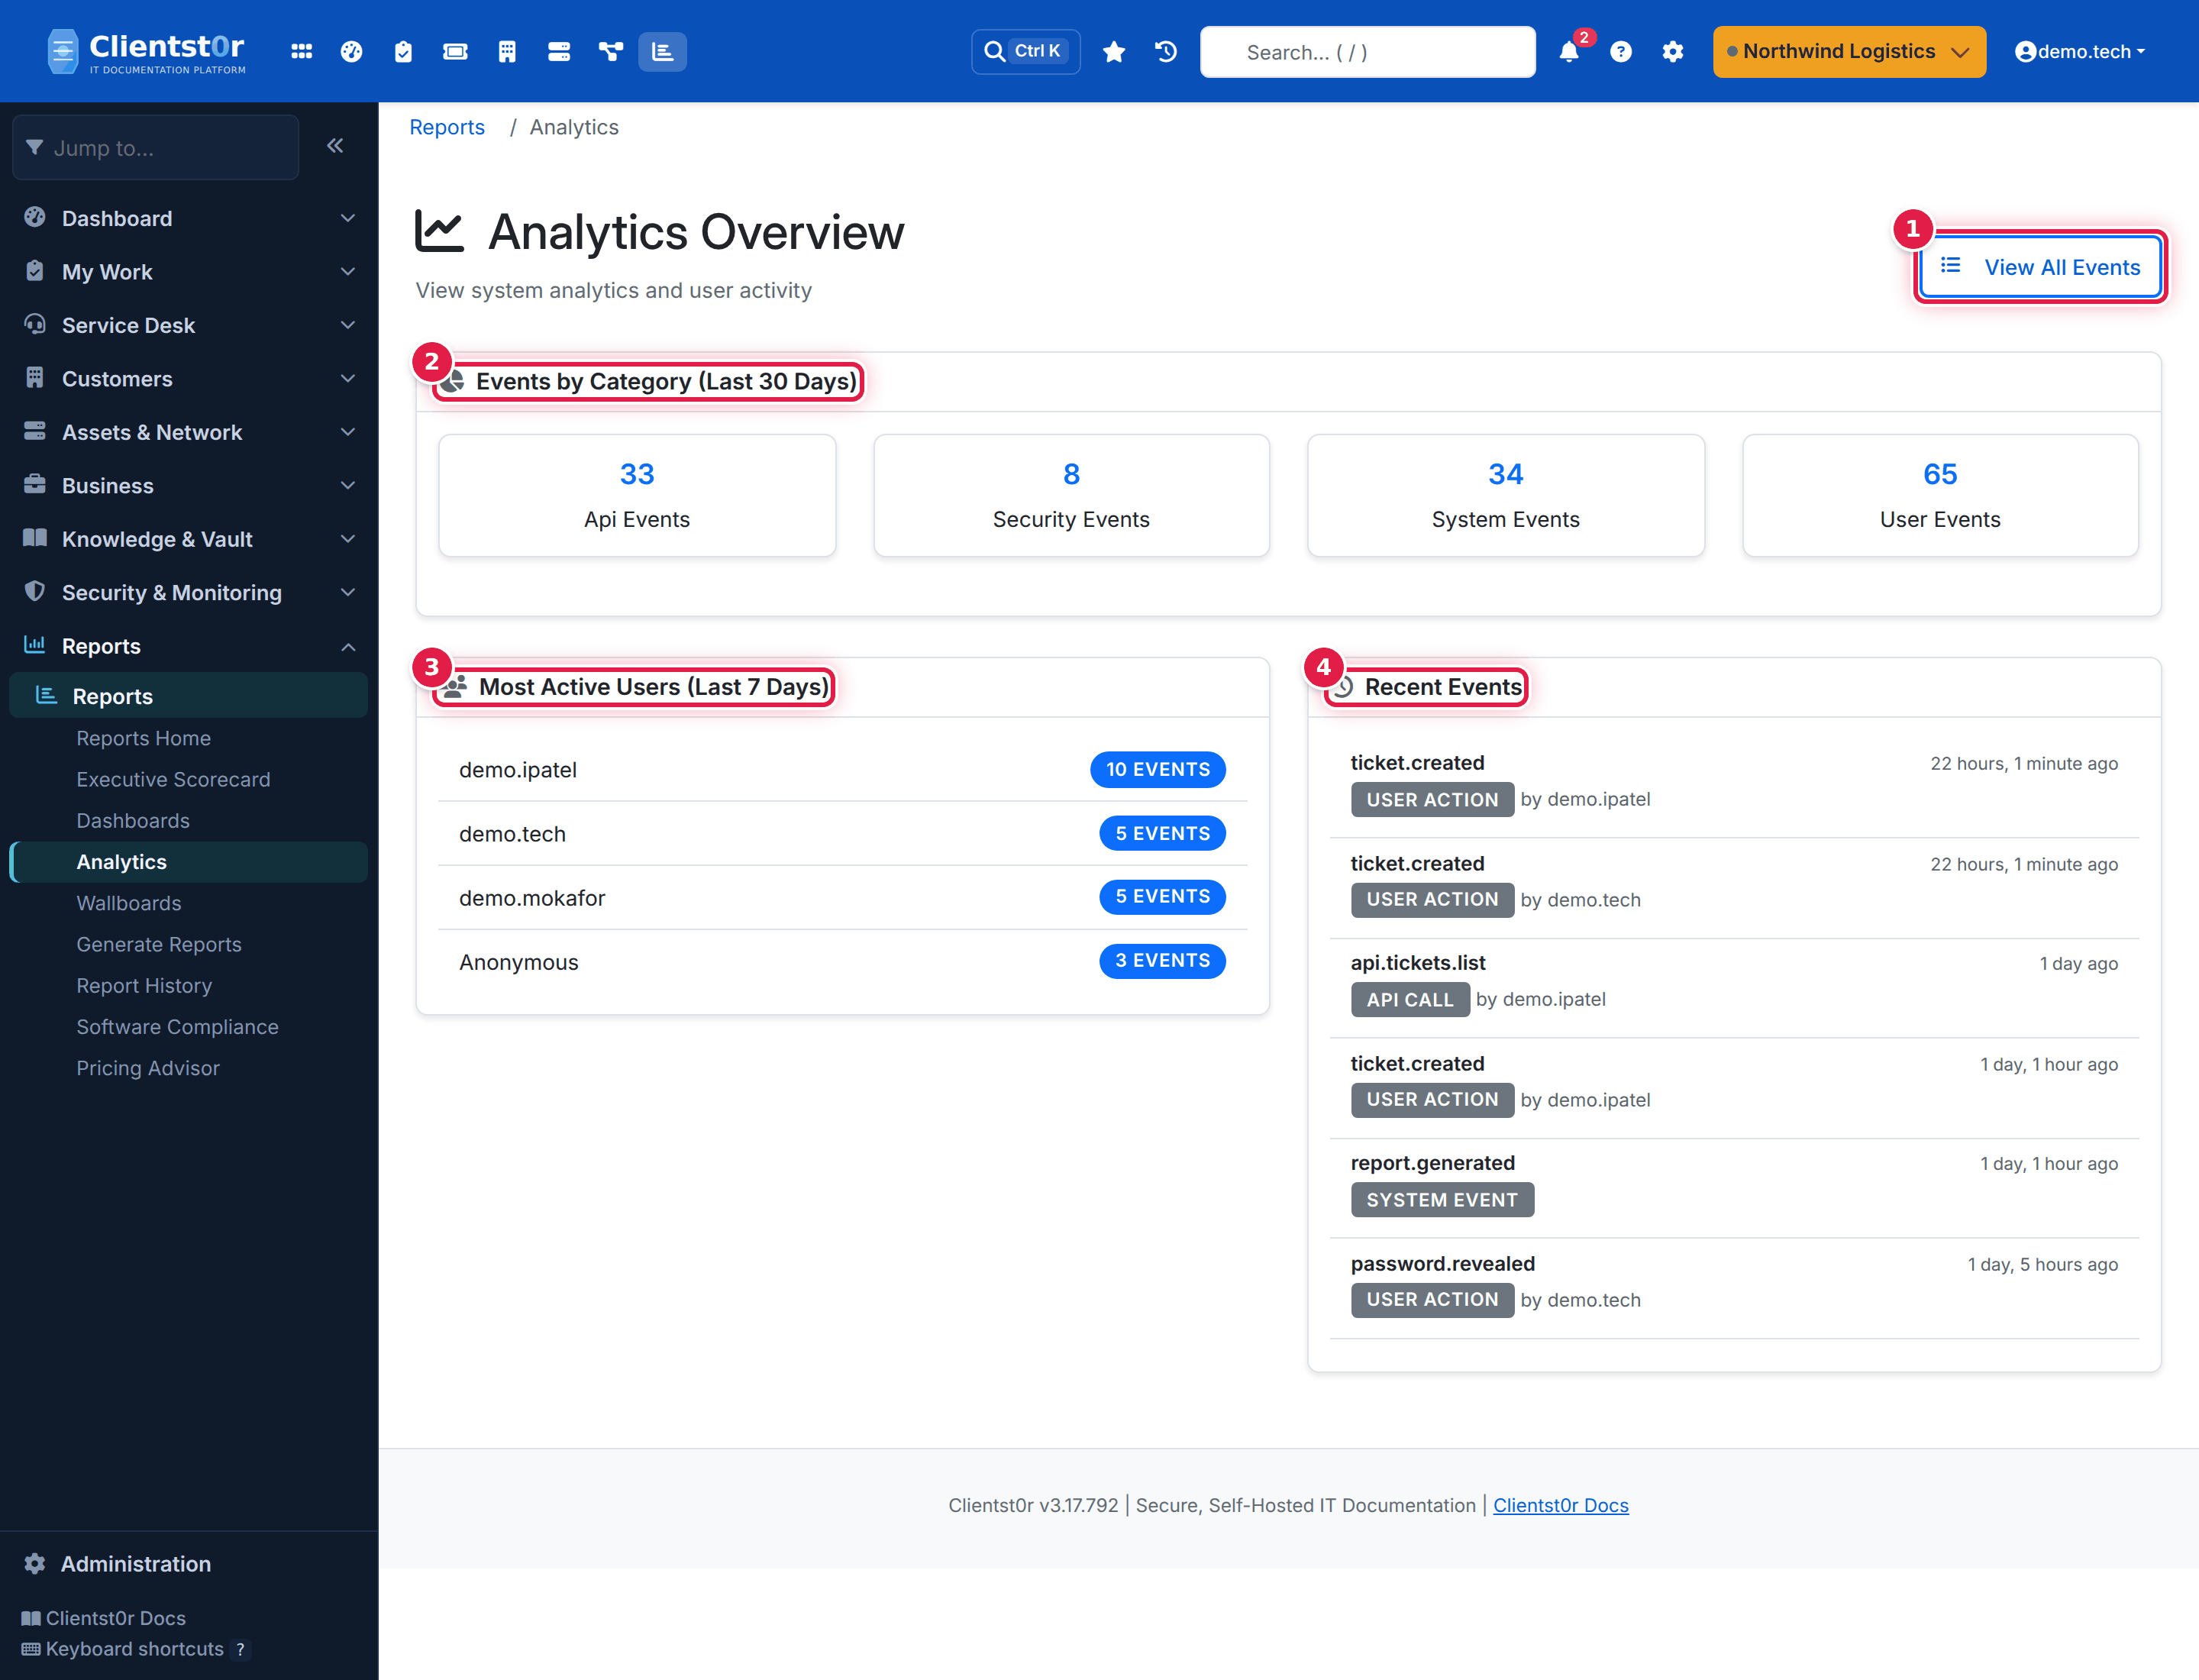 Clientst0r
IT DOCUMENTATION PLATFORM
Ctrl K
Search... ( / )
2
?
Northwind Logistics
demo.tech
Jump to...
Dashboard
My Work
Service Desk
Customers
Assets & Network
Business
Knowledge & Vault
Security & Monitoring
Reports
Reports
Reports Home
Executive Scorecard
Dashboards
Analytics
Wallboards
Generate Reports
Report History
Software Compliance
Pricing Advisor
Administration
Clientst0r Docs
Keyboard shortcuts ?
Reports / Analytics
Analytics Overview
View system analytics and user activity
1
View All Events
2
Events by Category (Last 30 Days)
33
Api Events
8
Security Events
34
System Events
65
User Events
3
Most Active Users (Last 7 Days)
demo.ipatel 10 EVENTS
demo.tech 5 EVENTS
demo.mokafor 5 EVENTS
Anonymous 3 EVENTS
4
Recent Events
ticket.created 22 hours, 1 minute ago
USER ACTION by demo.ipatel
ticket.created 22 hours, 1 minute ago
USER ACTION by demo.tech
api.tickets.list 1 day ago
API CALL by demo.ipatel
ticket.created 1 day, 1 hour ago
USER ACTION by demo.ipatel
report.generated 1 day, 1 hour ago
SYSTEM EVENT
password.revealed 1 day, 5 hours ago
USER ACTION by demo.tech
Clientst0r v3.17.792 | Secure, Self-Hosted IT Documentation | Clientst0r Docs